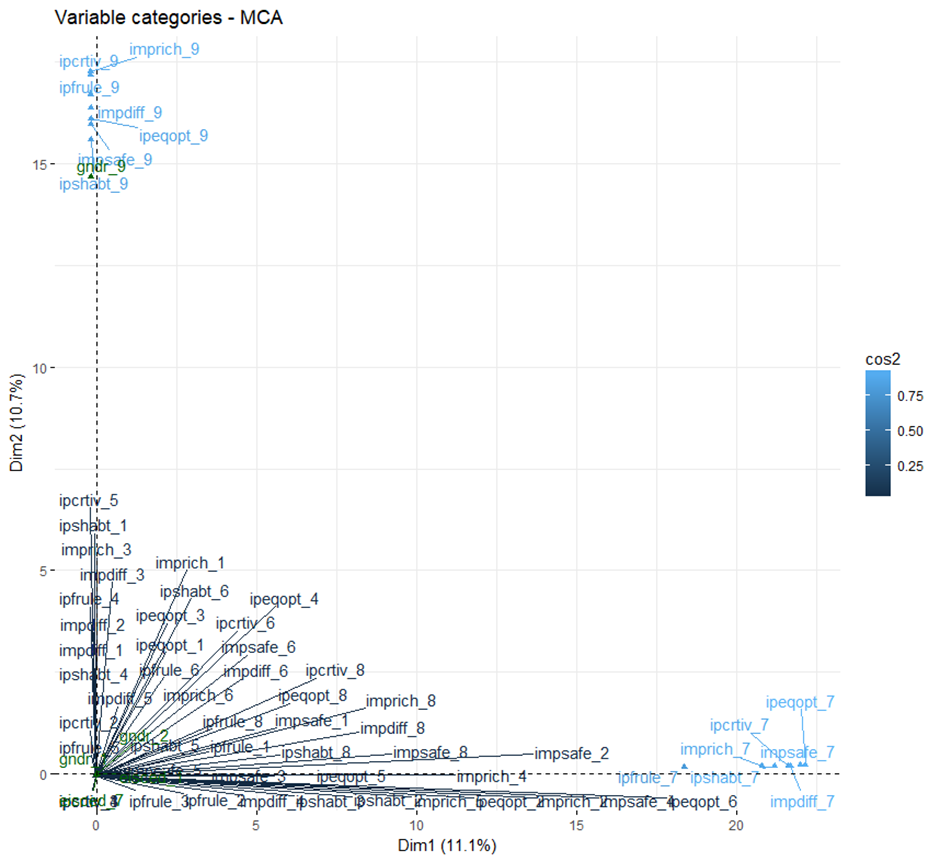 Variable categories - MCA
imprich_9
ipcrtiv_9
ipfrule_9
impdiff_9
ipeqopt_9
impsafe_9
gndr_9
ipshabt_9
15
10
5
0
Dim2 (10.7%)
cos2
0.75
0.50
0.25
ipcrtiv_5
ipshabt_1
imprich_3
imprich_1
impdiff_3
ipshabt_6
ipfrule_4
ipeqopt_4
ipeqopt_3
impdiff_2
ipcrtiv_6
impdiff_1
ipeqopt_1
impsafe_6
ipshabt_4
ipfrule_6
impdiff_6
ipcrtiv_8
impdiff_5
imprich_6
ipeqopt_8
imprich_8
ipcrtiv_2
ipfrule_8
impsafe_1
impdiff_8
gndr_2
ipshabt_5
ipfrule_1
ipshabt_8
impsafe_8
impsafe_2
impsafe_3
ipeqopt_5
imprich_4
ipfrule_3
ipfrule_2
impdiff_4
ipshabt_3
ipshabt_2
imprich_5
ipeqopt_2
imprich_2
impsafe_4
ipeqopt_6
ipeqopt_7
ipcrtiv_7
imprich_7
impsafe_7
ipfrule_7
ipshabt_7
impdiff_7
0
5
10
15
20
Dim1 (11.1%)